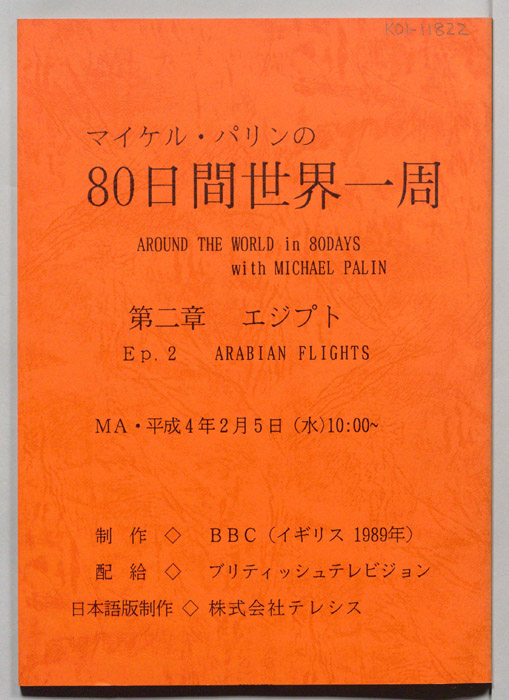 K01-11822
マイケル・パリンの
80日間世界一周
AROUND THE WORLD in 80DAYS
with MICHAEL PALIN
第二章 エジプト
Ep. 2 ARABIAN FLIGHTS
MA・平成4年2月5日 (水)10:00~
制 作 ◇ BBC (イギリス 1989年)
配 給 ◇ ブリティッシュテレビジョン
日本語版制作 ◇ 株式会社テレシス